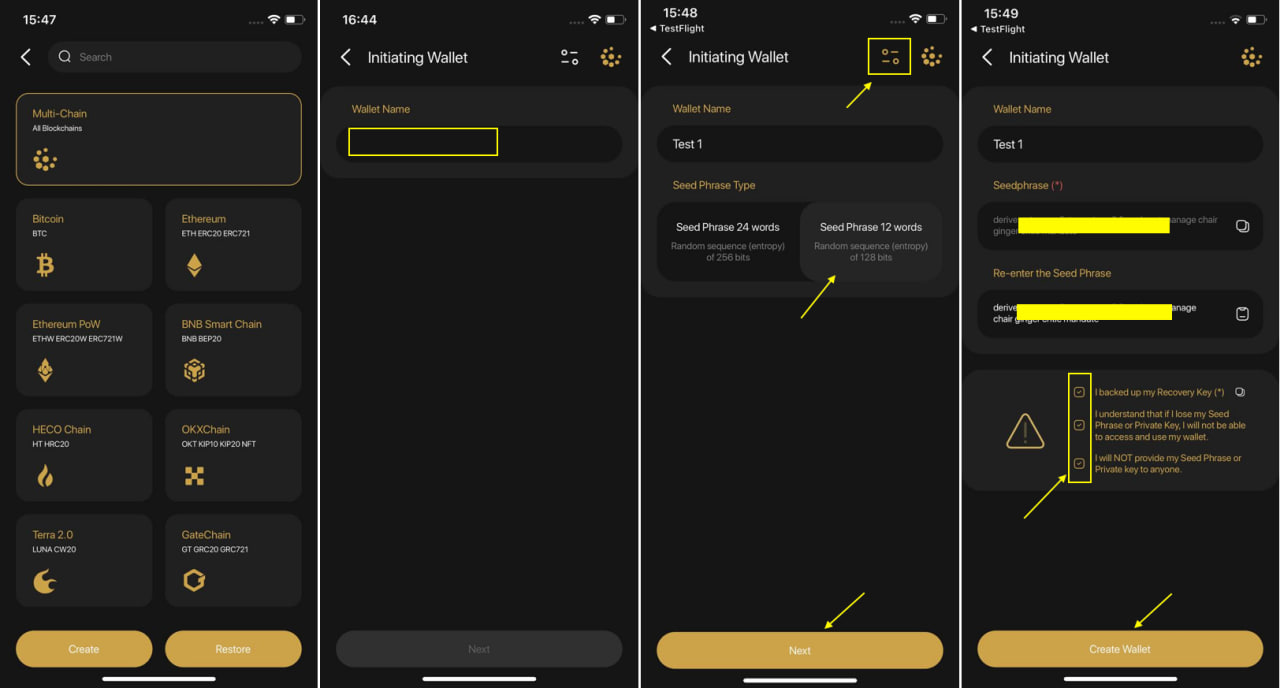 15:47
Search
Multi-Chain
All Blockchains
Bitcoin
BTC
Ethereum
ETH ERC20 ERC721
Ethereum PoW
ETHW ERC20W ERC721W
BNB Smart Chain
BNB BEP20
HECO Chain
HT HRC20
OKXChain
OKT KIP10 KIP20 NFT
Terra 2.0
LUNA CW20
GateChain
GT GRC20 GRC721
Create
Restore
16:44
Initiating Wallet
Wallet Name
Next
15:48
TestFlight
Initiating Wallet
Wallet Name
Test 1
Seed Phrase Type
Seed Phrase 24 words
Random sequence (entropy)
of 256 bits
Seed Phrase 12 words
Random sequence (entropy)
of 128 bits
Next
15:49
TestFlight
Initiating Wallet
Wallet Name
Test 1
Seedphrase (*)
derive anage chair
ginger
Re-enter the Seed Phrase
derive anage
chair ginger critic mandate
I backed up my Recovery Key (*)
I understand that if I lose my Seed
Phrase or Private Key, I will not be able
to access and use my wallet.
I will NOT provide my Seed Phrase or
Private key to anyone.
Create Wallet